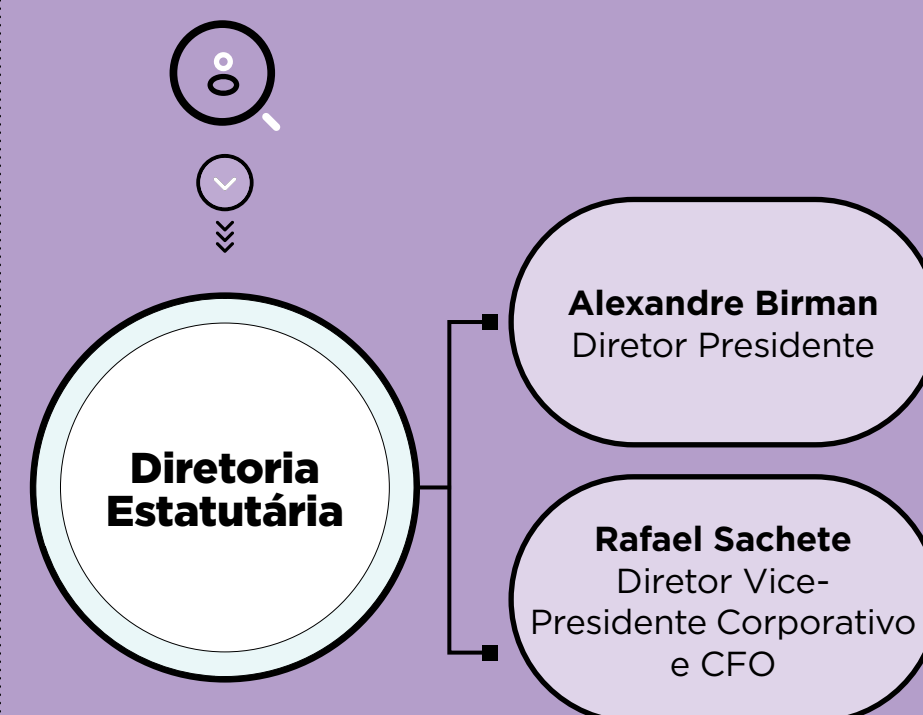 Diretoria
Estatutária
Alexandre Birman
Diretor Presidente
Rafael Sachete
Diretor Vice-
Presidente Corporativo
e CFO